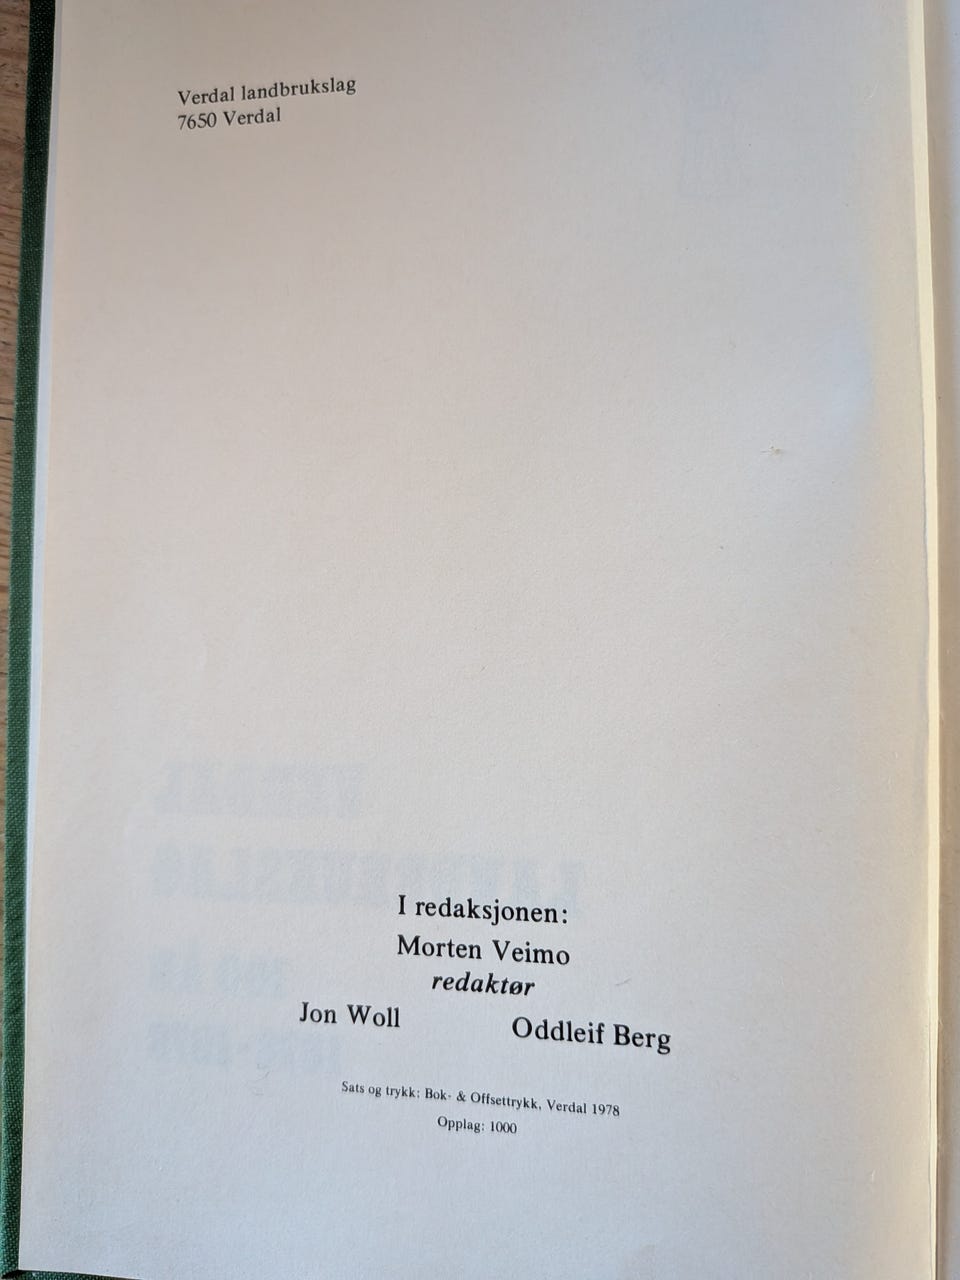 Verdal landbrukslag
7650 Verdal
I redaksjonen:
Morten Veimo
redaktør
Jon Woll Oddleif Berg
Sats og trykk: Bok- & Offsettrykk, Verdal 1978
Opplag: 1000